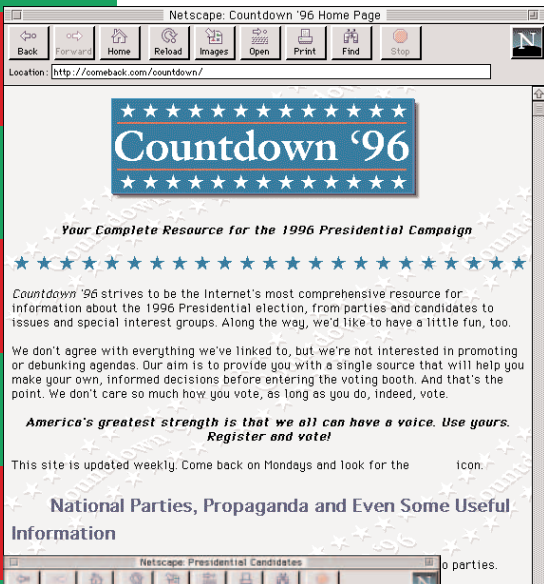 Netscape: Countdown '96 Home Page
Back Forward Home Reload Images Open Print Find Stop
N
Location: http://comeback.com/countdown/
Countdown ‘96
Your Complete Resource for the 1996 Presidential Campaign
Countdown '96 strives to be the Internet's most comprehensive resource for
information about the 1996 Presidential election, from parties and candidates to
issues and special interest groups. Along the way, we'd like to have a little fun, too.
We don't agree with everything we've linked to, but we're not interested in promoting
or debunking agendas. Our aim is to provide you with a single source that will help you
make your own, informed decisions before entering the voting booth. And that's the
point. We don't care so much how you vote, as long as you do, indeed, vote.
America's greatest strength is that we all can have a voice. Use yours.
Register and vote!
This site is updated weekly. Come back on Mondays and look for the icon.
National Parties, Propaganda and Even Some Useful
Information
o parties.
Netscape: Presidential Candidates
N